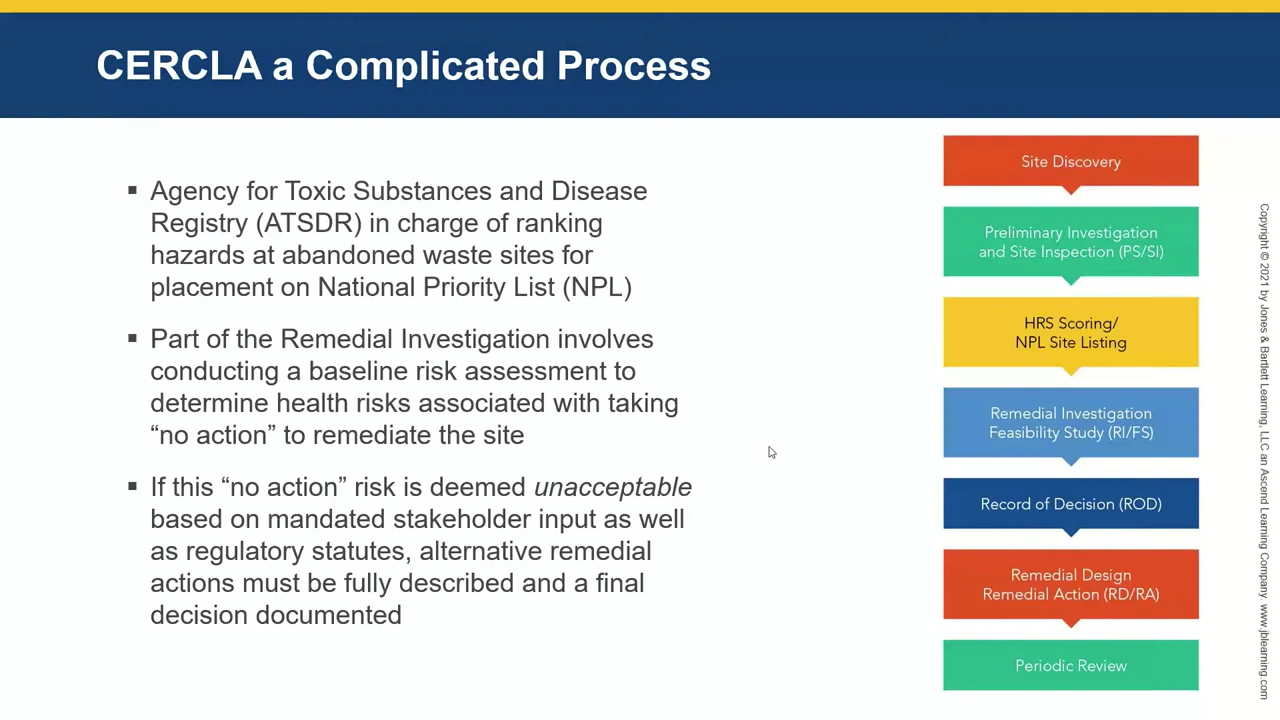 CERCLA a Complicated Process
▪ Agency for Toxic Substances and Disease
Registry (ATSDR) in charge of ranking
hazards at abandoned waste sites for
placement on National Priority List (NPL)
▪ Part of the Remedial Investigation involves
conducting a baseline risk assessment to
determine health risks associated with taking
“no action” to remediate the site
▪ If this “no action” risk is deemed unacceptable
based on mandated stakeholder input as well
as regulatory statutes, alternative remedial
actions must be fully described and a final
decision documented
Site Discovery
Preliminary Investigation
and Site Inspection (PS/SI)
HRS Scoring/
NPL Site Listing
Remedial Investigation
Feasibility Study (RI/FS)
Record of Decision (ROD)
Remedial Design
Remedial Action (RD/RA)
Periodic Review
Copyright © 2021 by Jones & Bartlett Learning, LLC an Ascend Learning Company. www.jblearning.com